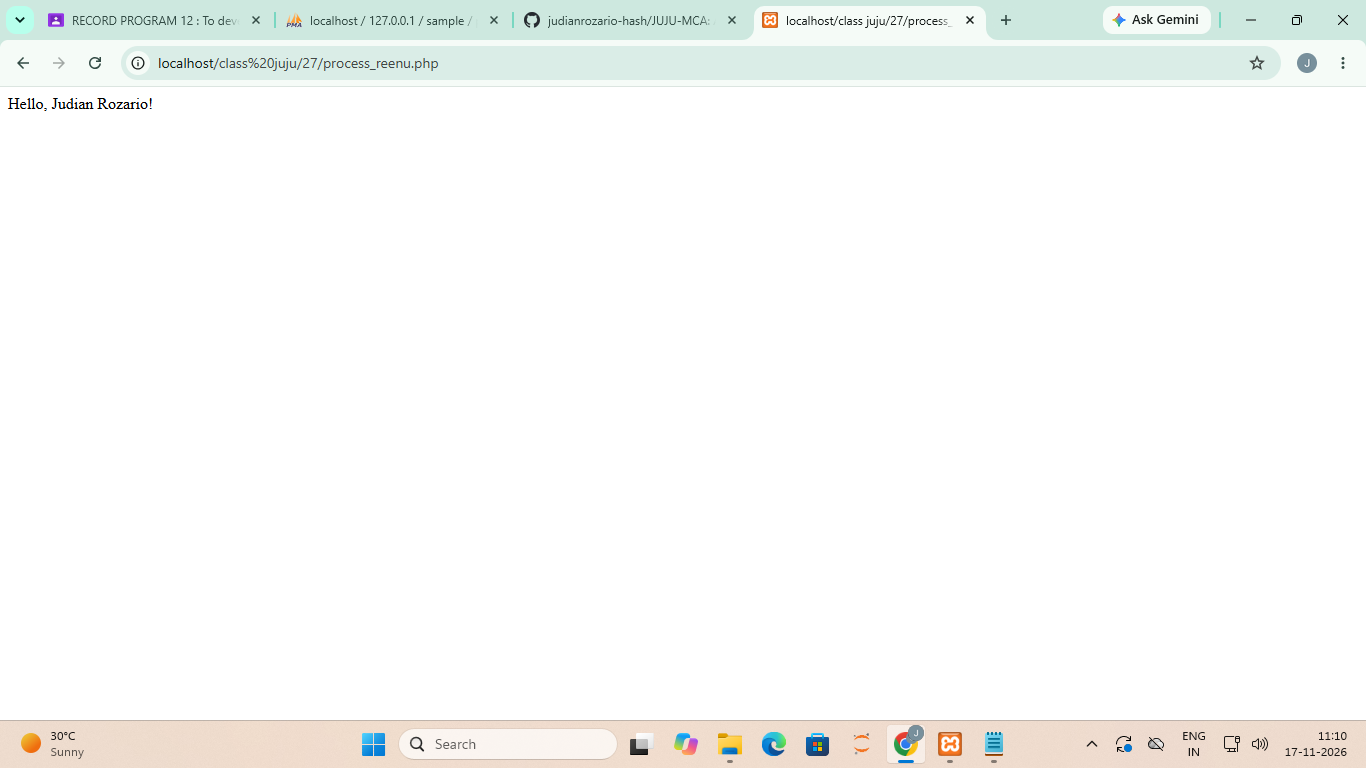 RECORD PROGRAM 12 : To dev
localhost / 127.0.0.1 / sample /
judianrozario-hash/JUJU-MCA:
localhost/class juju/27/process_
Ask Gemini
localhost/class%20juju/27/process_reenu.php
J
Hello, Judian Rozario!
30°C
Sunny
Search
J
ENG
IN
11:10
17-11-2026